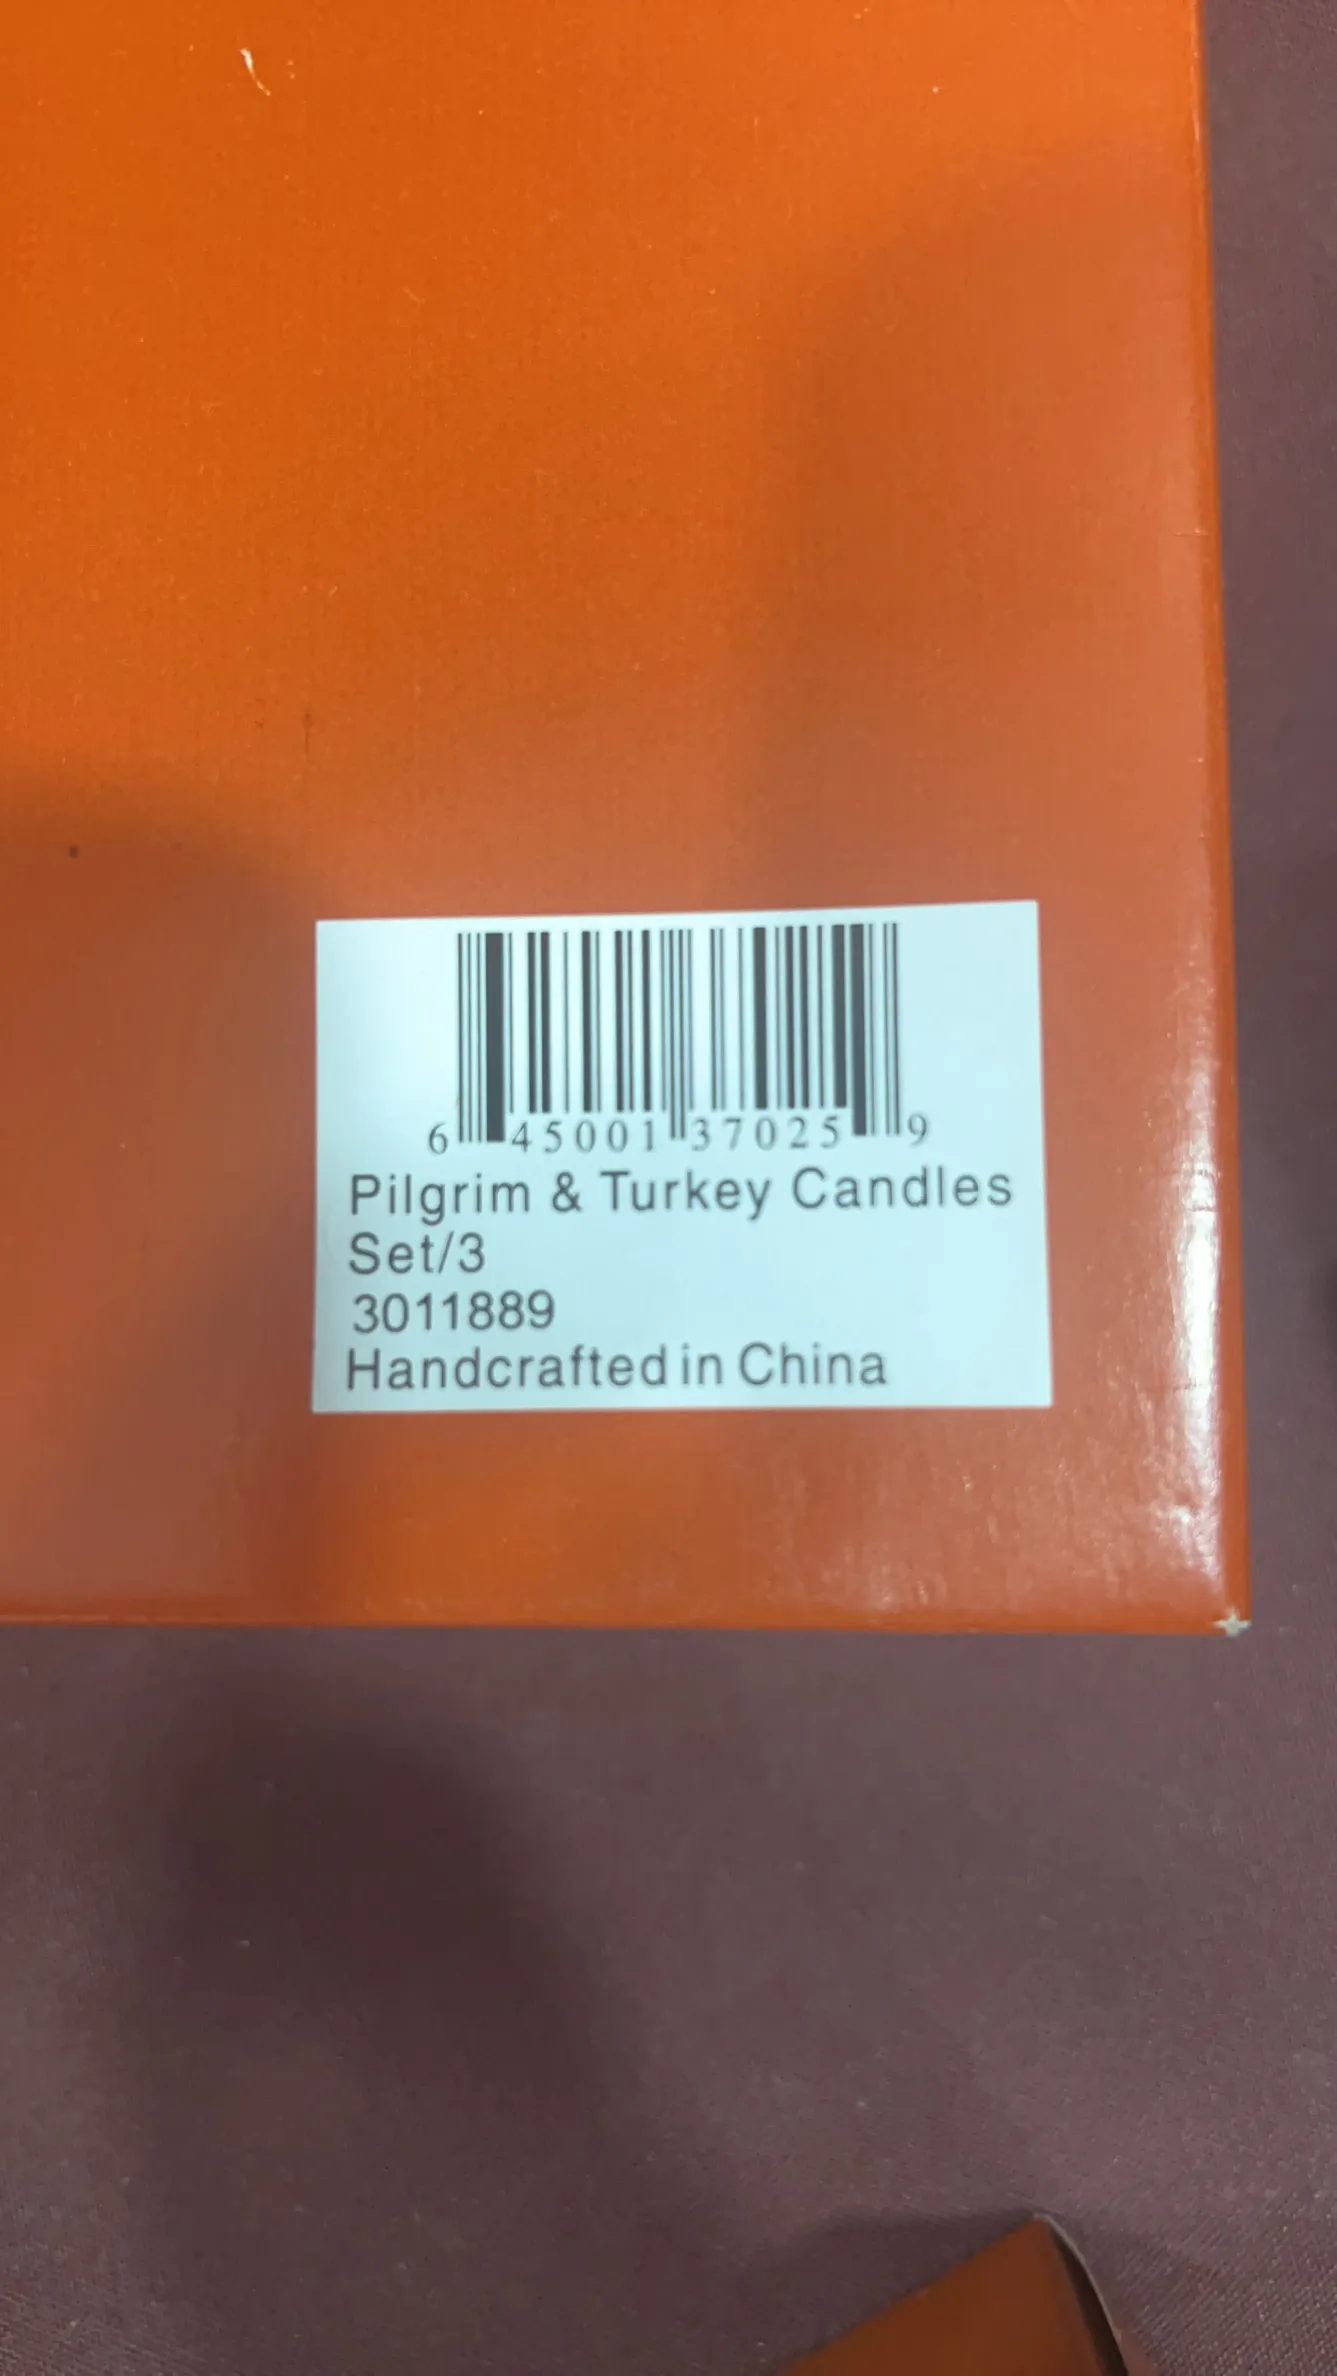 6 45001 37025 9
Pilgrim & Turkey Candles
Set/3
3011889
Handcrafted in China